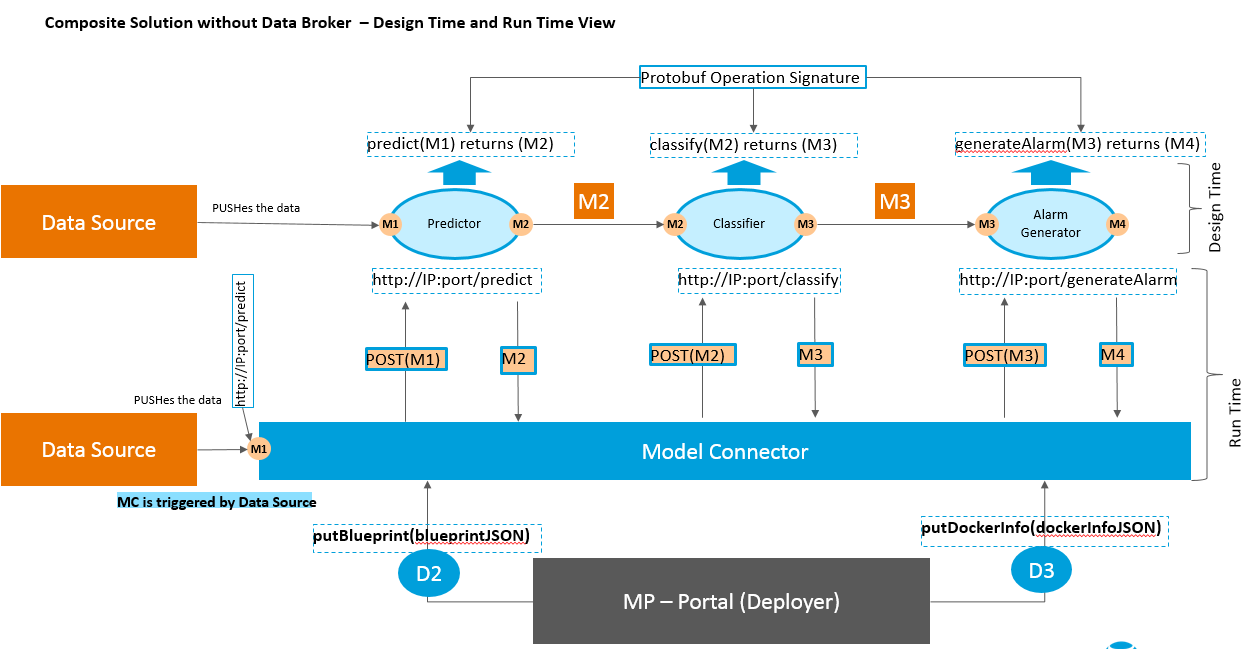 Composite Solution without Data Broker – Design Time and Run Time View
Protobuf Operation Signature
predict(M1) returns (M2)
classify(M2) returns (M3)
generateAlarm(M3) returns (M4)
Data Source
PUSHes the data
M1
Predictor
M2
M2
M2
Classifier
M3
M3
M3
Alarm
Generator
M4
Design Time
http://IP:port/predict
http://IP:port/classify
http://IP:port/generateAlarm
http://IP:port/predict
POST(M1)
M2
POST(M2)
M3
POST(M3)
M4
Run Time
PUSHes the data
Data Source
M1
Model Connector
MC is triggered by Data Source
putBlueprint(blueprintJSON)
putDockerInfo(dockerInfoJSON)
D2
D3
MP – Portal (Deployer)